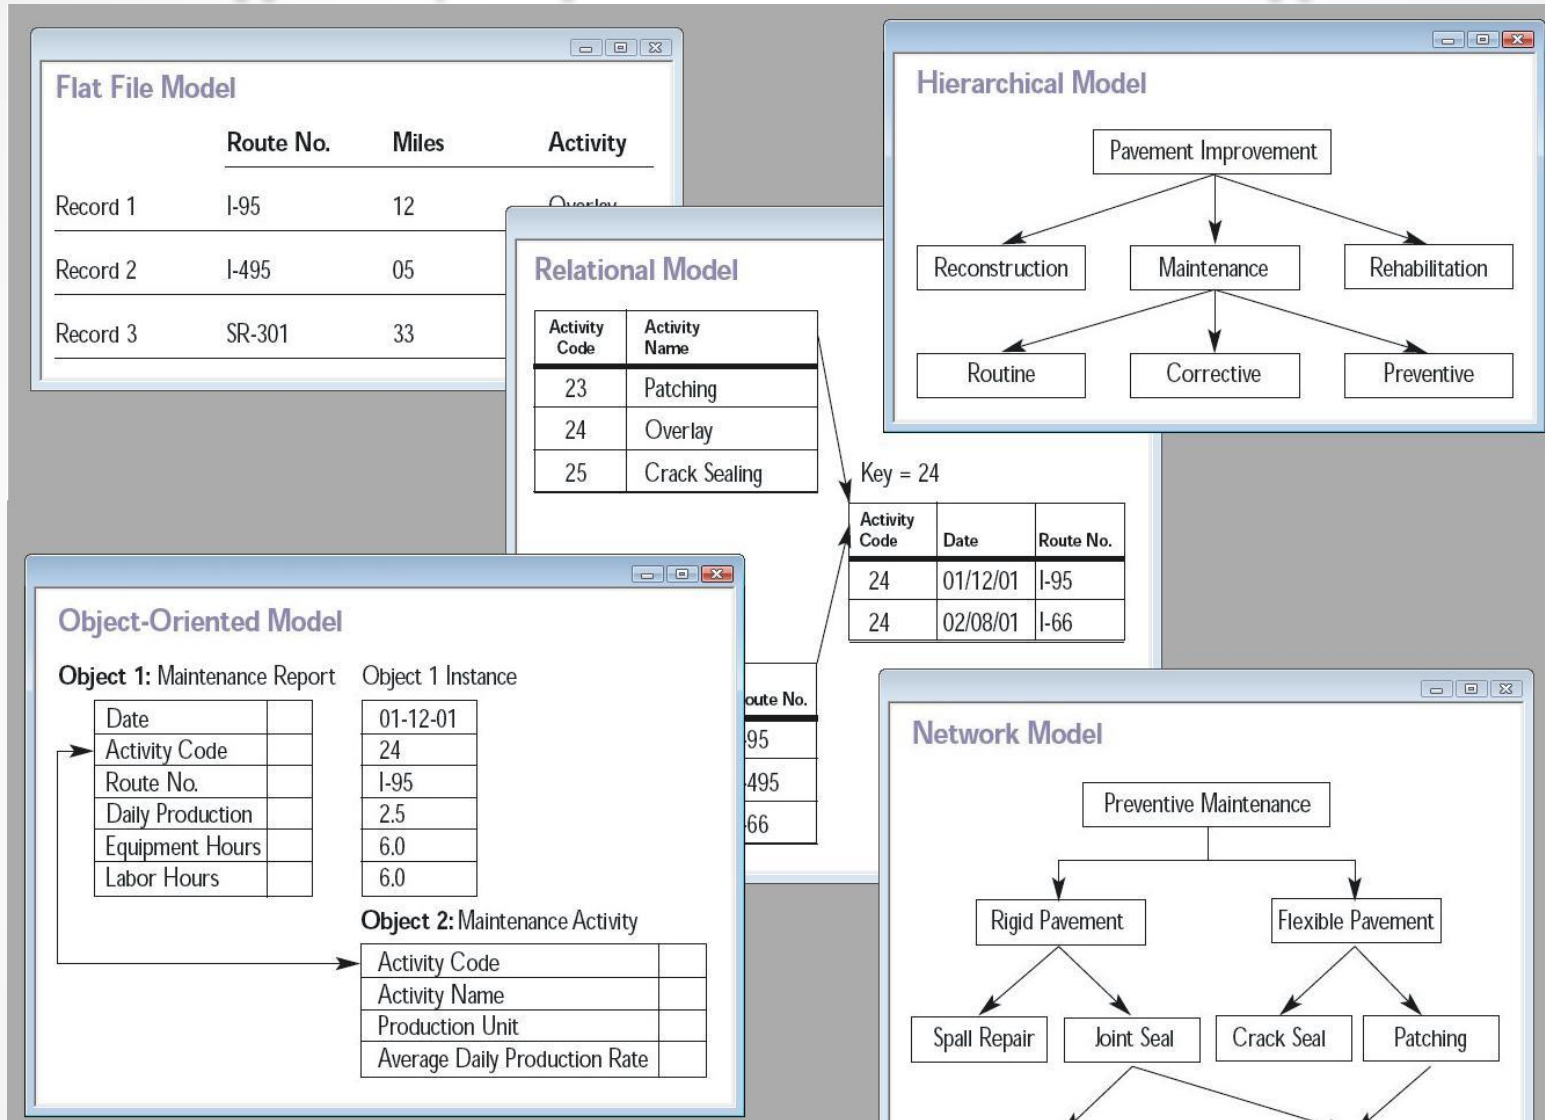 Flat File Model
Route No. Miles Activity
Record 1 I-95 12 Overlay
Record 2 I-495 05
Record 3 SR-301 33
Hierarchical Model
Pavement Improvement
Reconstruction Maintenance Rehabilitation
Routine Corrective Preventive
Relational Model
Activity Code Activity Name
23 Patching
24 Overlay
25 Crack Sealing
Key = 24
Activity Code Date Route No.
24 01/12/01 I-95
24 02/08/01 I-66
oute No.
-95
-495
-66
Object-Oriented Model
Object 1: Maintenance Report Object 1 Instance
Date 01-12-01
Activity Code 24
Route No. I-95
Daily Production 2.5
Equipment Hours 6.0
Labor Hours 6.0
Object 2: Maintenance Activity
Activity Code
Activity Name
Production Unit
Average Daily Production Rate
Network Model
Preventive Maintenance
Rigid Pavement Flexible Pavement
Spall Repair Joint Seal Crack Seal Patching